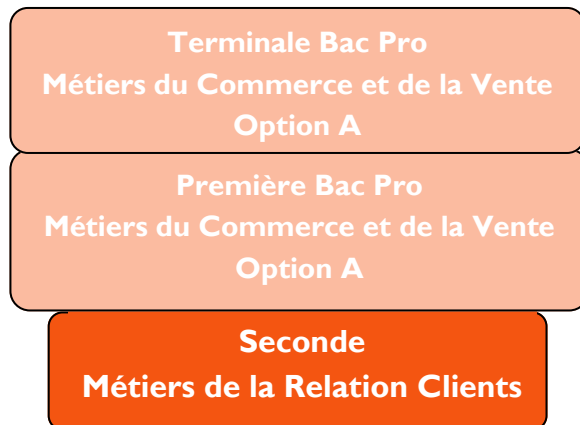 Terminale Bac Pro
Métiers du Commerce et de la Vente
Option A
Première Bac Pro
Métiers du Commerce et de la Vente
Option A
Seconde
Métiers de la Relation Clients